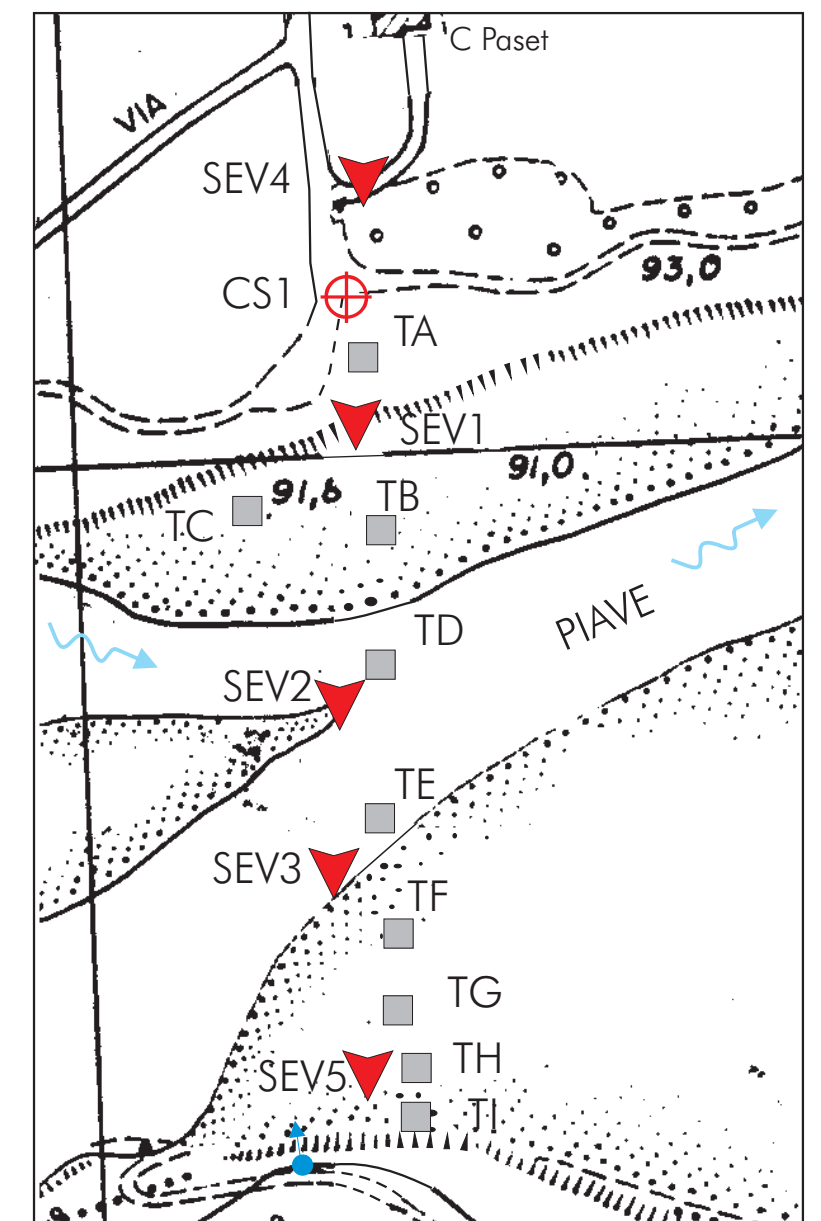 C Paset
VIA
SEV4
93,0
CS1
TA
SEV1
91,0
91,6
TB
TC
PIAVE
TD
SEV2
TE
SEV3
TF
TG
TH
SEV5
TI